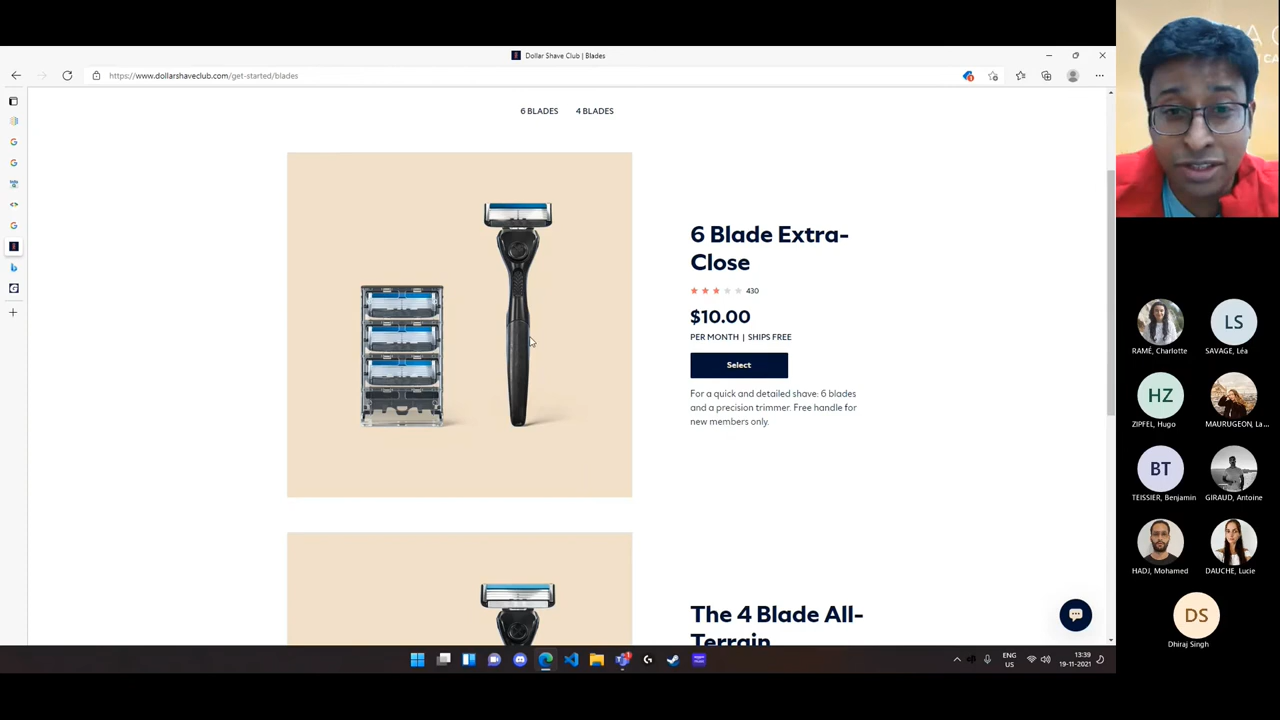 Dollar Shave Club | Blades
https://www.dollarshaveclub.com/get-started/blades
6 BLADES 4 BLADES
6 Blade Extra-
Close
430
$10.00
PER MONTH | SHIPS FREE
Select
For a quick and detailed shave: 6 blades
and a precision trimmer. Free handle for
new members only.
The 4 Blade All-
Terrain
ENG
US
13:39
19-11-2021
RAMÉ, Charlotte
LS
SAVAGE, Léa
HZ
ZIPFEL, Hugo
MAURUGEON, La...
BT
TEISSIER, Benjamin
GIRAUD, Antoine
HADJ, Mohamed
DAUCHE, Lucie
DS
Dhiraj Singh